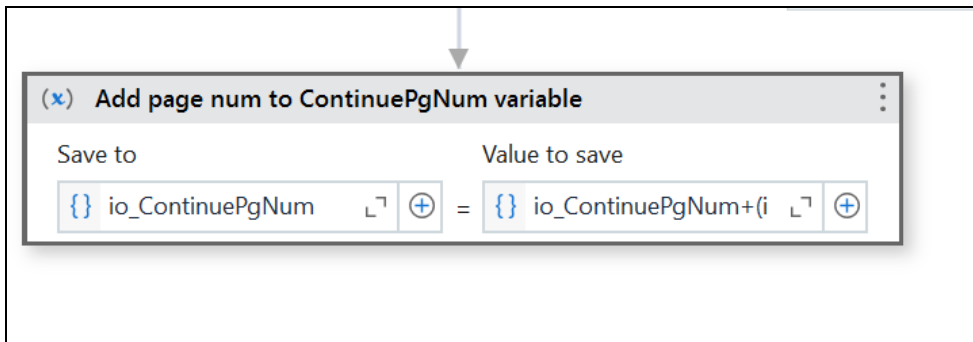 (x) Add page num to ContinuePgNum variable
Save to Value to save
{} io_ContinuePgNum = {} io_ContinuePgNum+(i